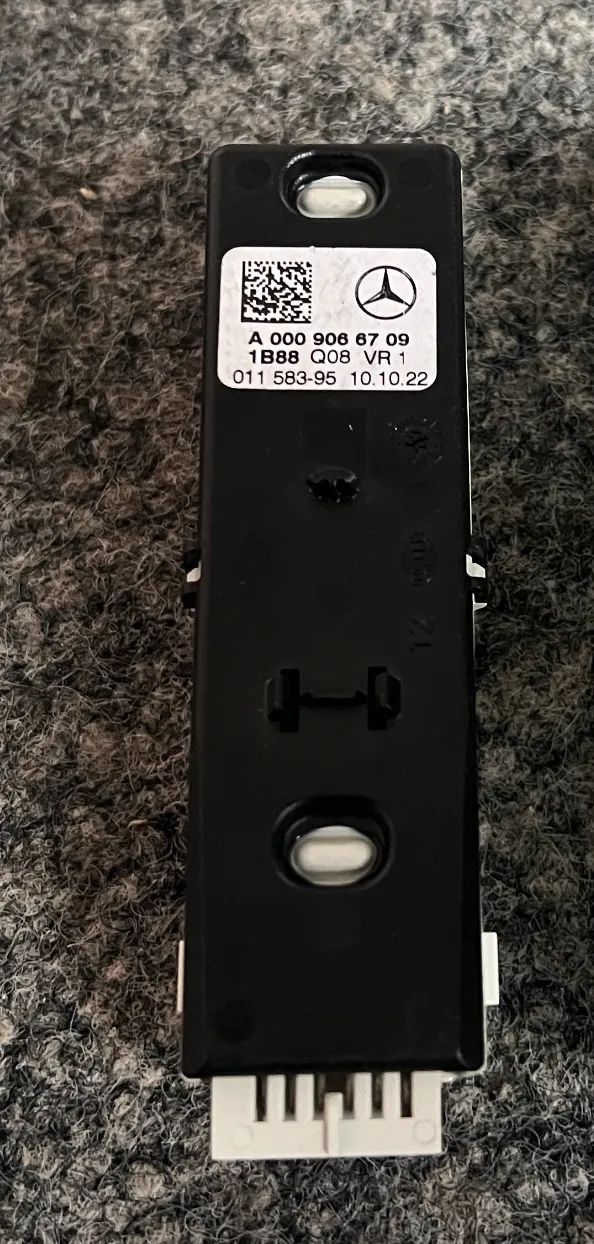 A 000 906 67 09
1B88 Q08 VR 1
011 583-95 10.10.22